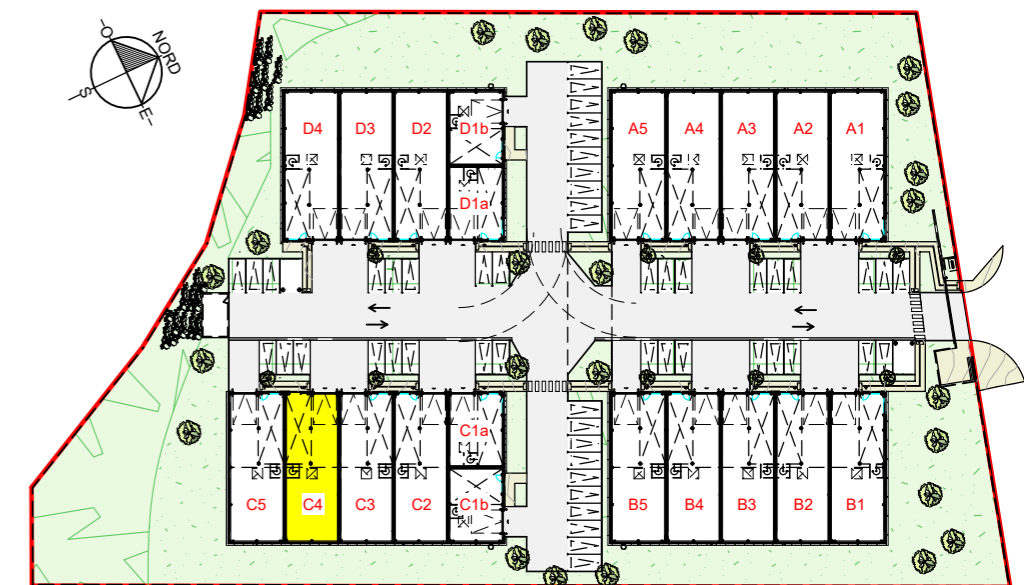 O
NORD
S
E
D4 D3 D2 D1b
A5 A4 A3 A2 A1
D1a
C1a
C5 C4 C3 C2 C1b
B5 B4 B3 B2 B1